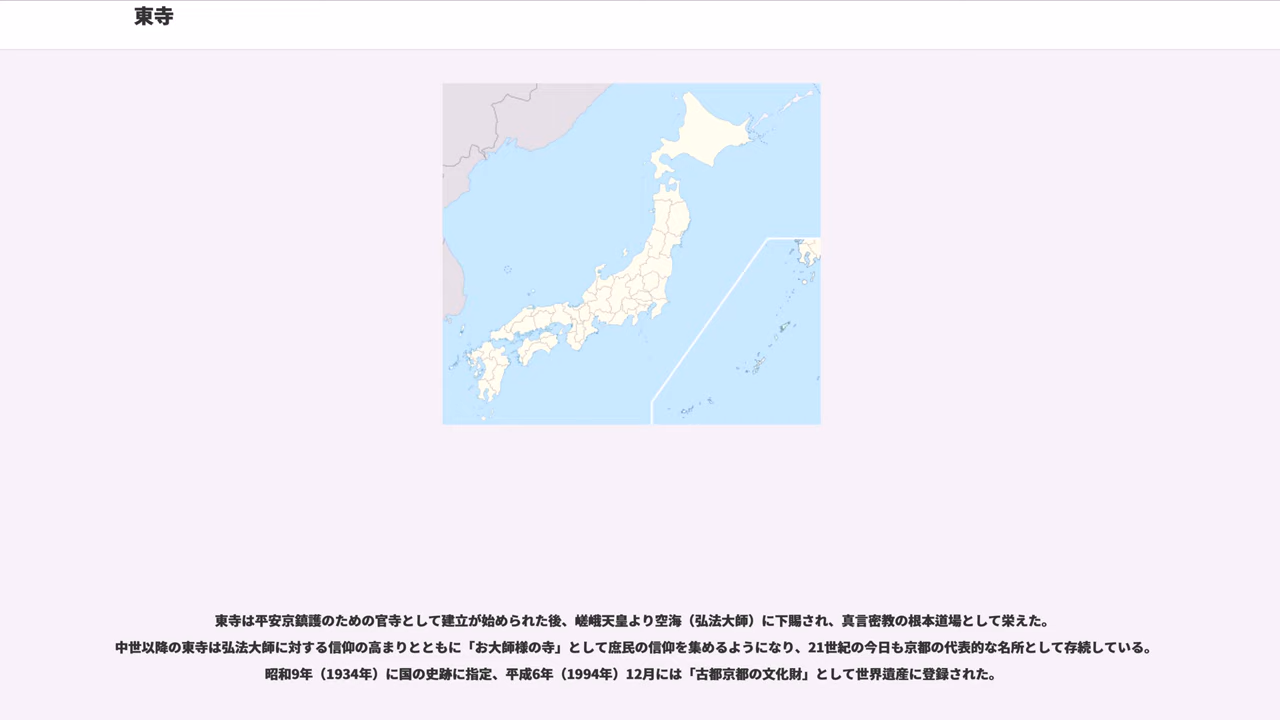 東寺
東寺は平安京鎮護のための官寺として建立が始められた後、嵯峨天皇より空海（弘法大師）に下賜され、真言密教の根本道場として栄えた。
中世以降の東寺は弘法大師に対する信仰の高まりとともに「お大師様の寺」として庶民の信仰を集めるようになり、21世紀の今日も京都の代表的な名所として存続している。
昭和9年（1934年）に国の史跡に指定、平成6年（1994年）12月には「古都京都の文化財」として世界遺産に登録された。